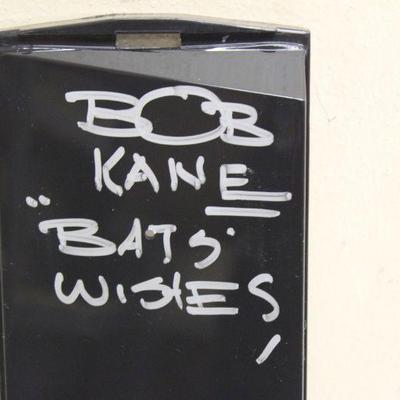 BOB
KANE
"BATS"
WISHES,